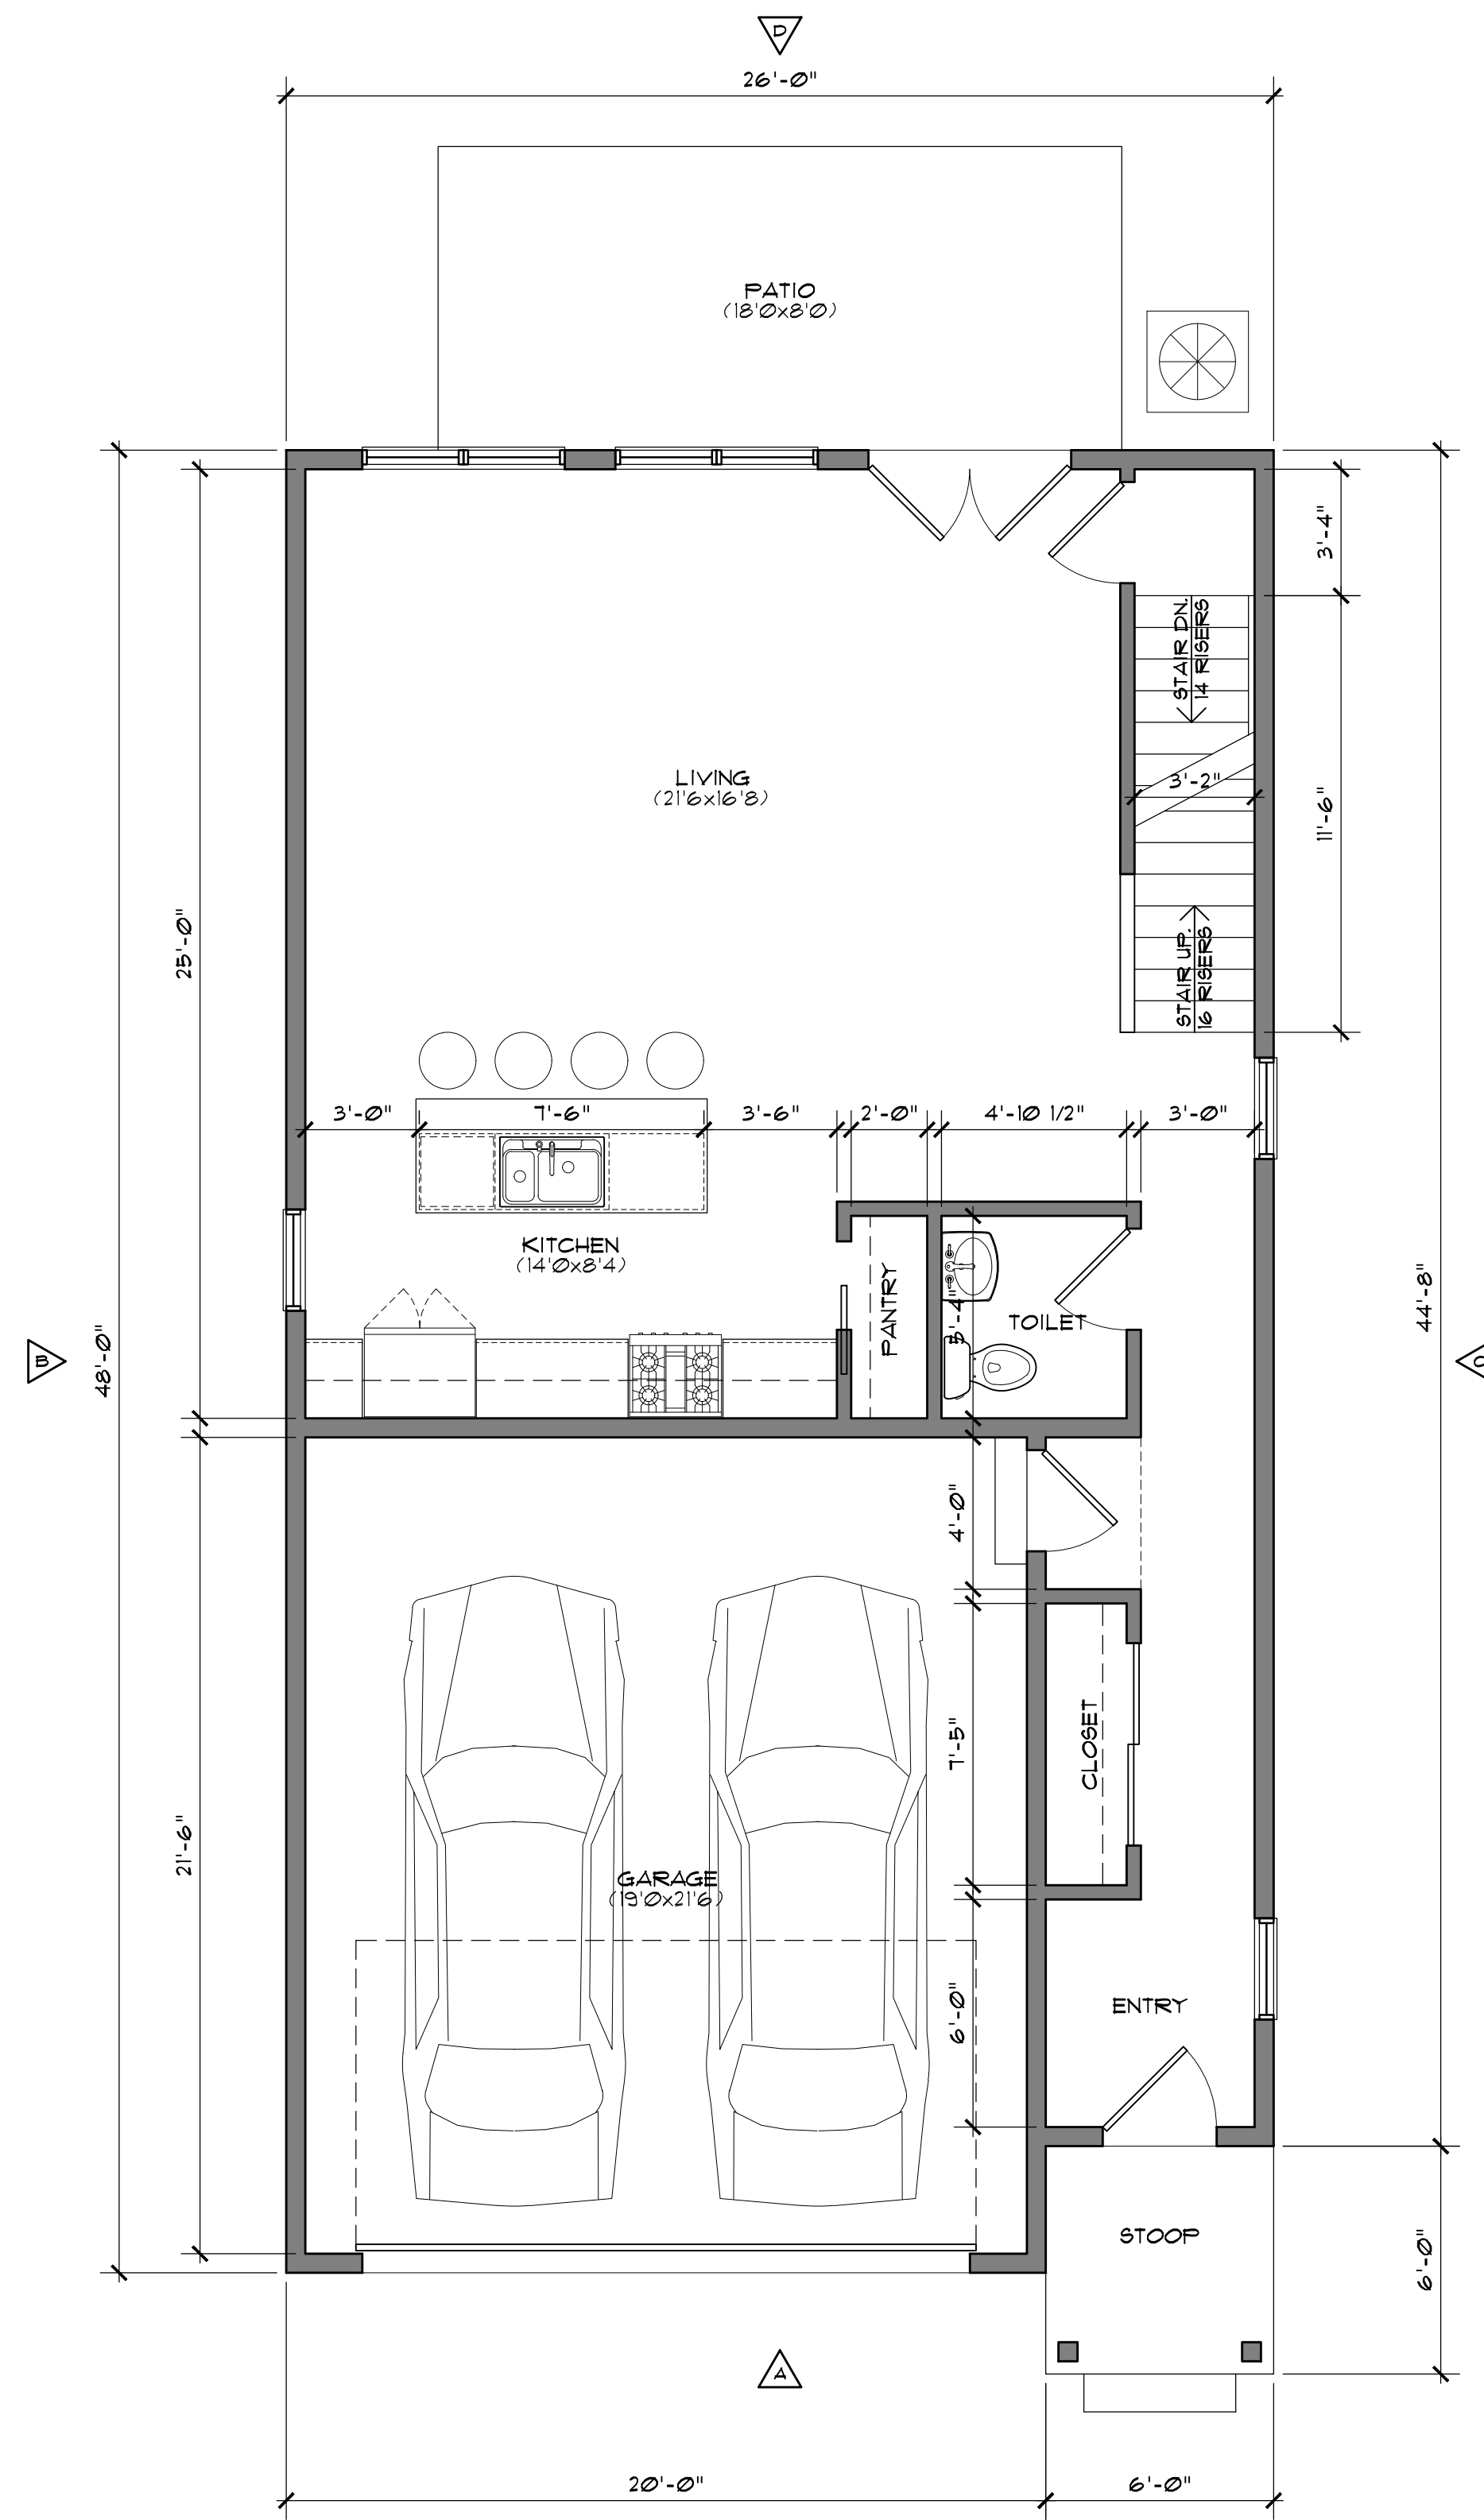 D
26'-0"
PATIO
(18'0x8'0)
3'-4"
STAIR DN.
14 RISERS
LIVING
(21'6x16'8)
3'-2"
11'-6"
25'-0"
STAIR UP.
16 RISERS
3'-0"
7'-6"
3'-6"
2'-0"
4'-10 1/2"
3'-0"
KITCHEN
(14'0x8'4)
PANTRY
5'-4"
TOILET
44'-8"
B
48'-0"
C
4'-0"
CLOSET
7'-5"
21'-6"
GARAGE
(19'0x21'6)
6'-0"
ENTRY
STOOP
6'-0"
A
20'-0"
6'-0"